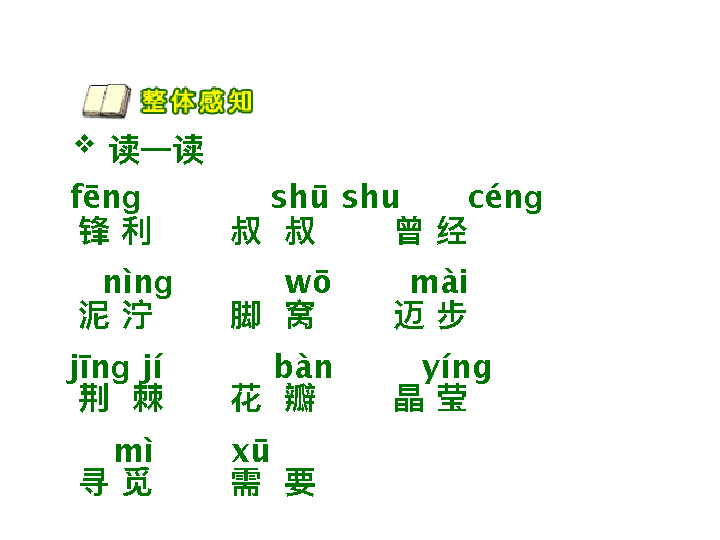 整体感知
读一读
fēng shū shu céng
锋 利 叔 叔 曾 经
nìng wō mài
泥 泞 脚 窝 迈 步
jīng jí bàn yíng
荆 棘 花 瓣 晶 莹
mì xū
寻 觅 需 要